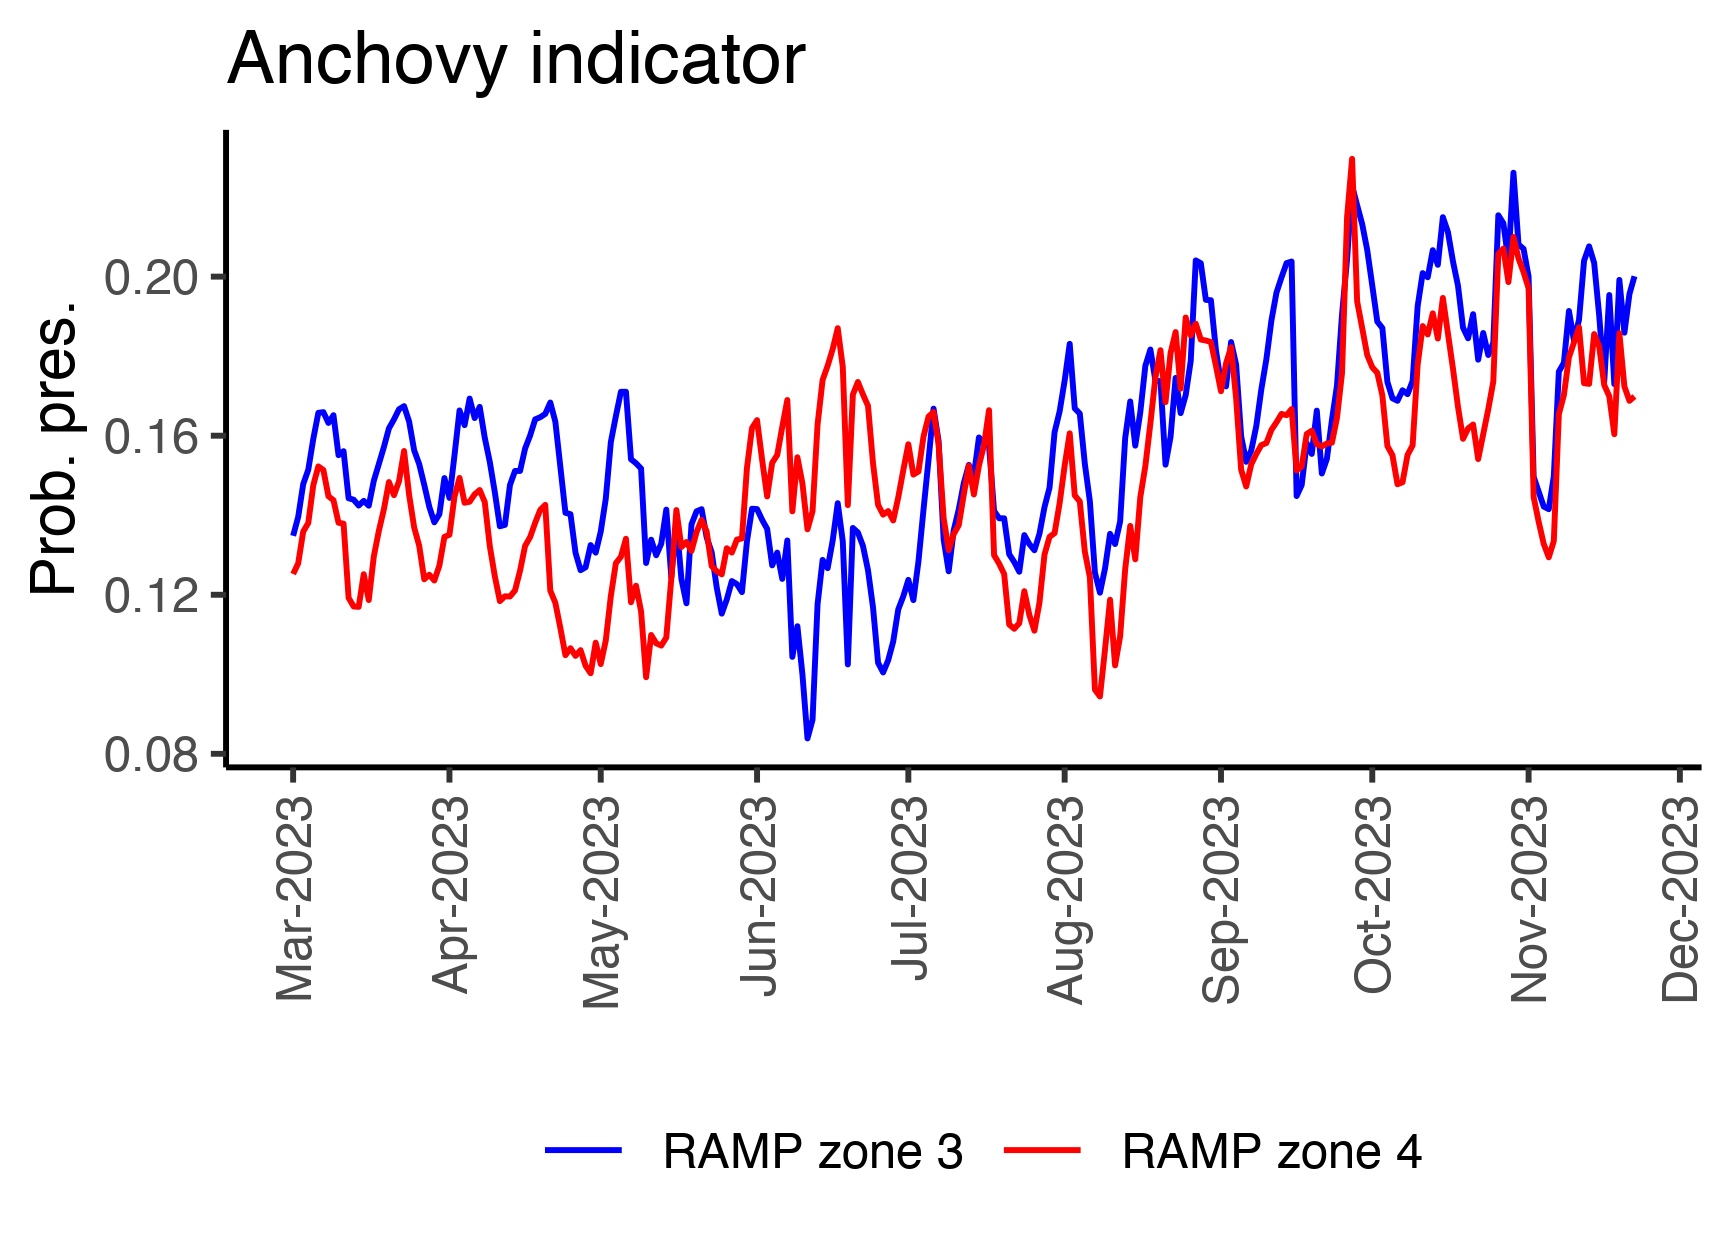 Anchovy indicator
Prob. pres.
0.20
0.16
0.12
0.08
Mar-2023
Apr-2023
May-2023
Jun-2023
Jul-2023
Aug-2023
Sep-2023
Oct-2023
Nov-2023
Dec-2023
RAMP zone 3
RAMP zone 4